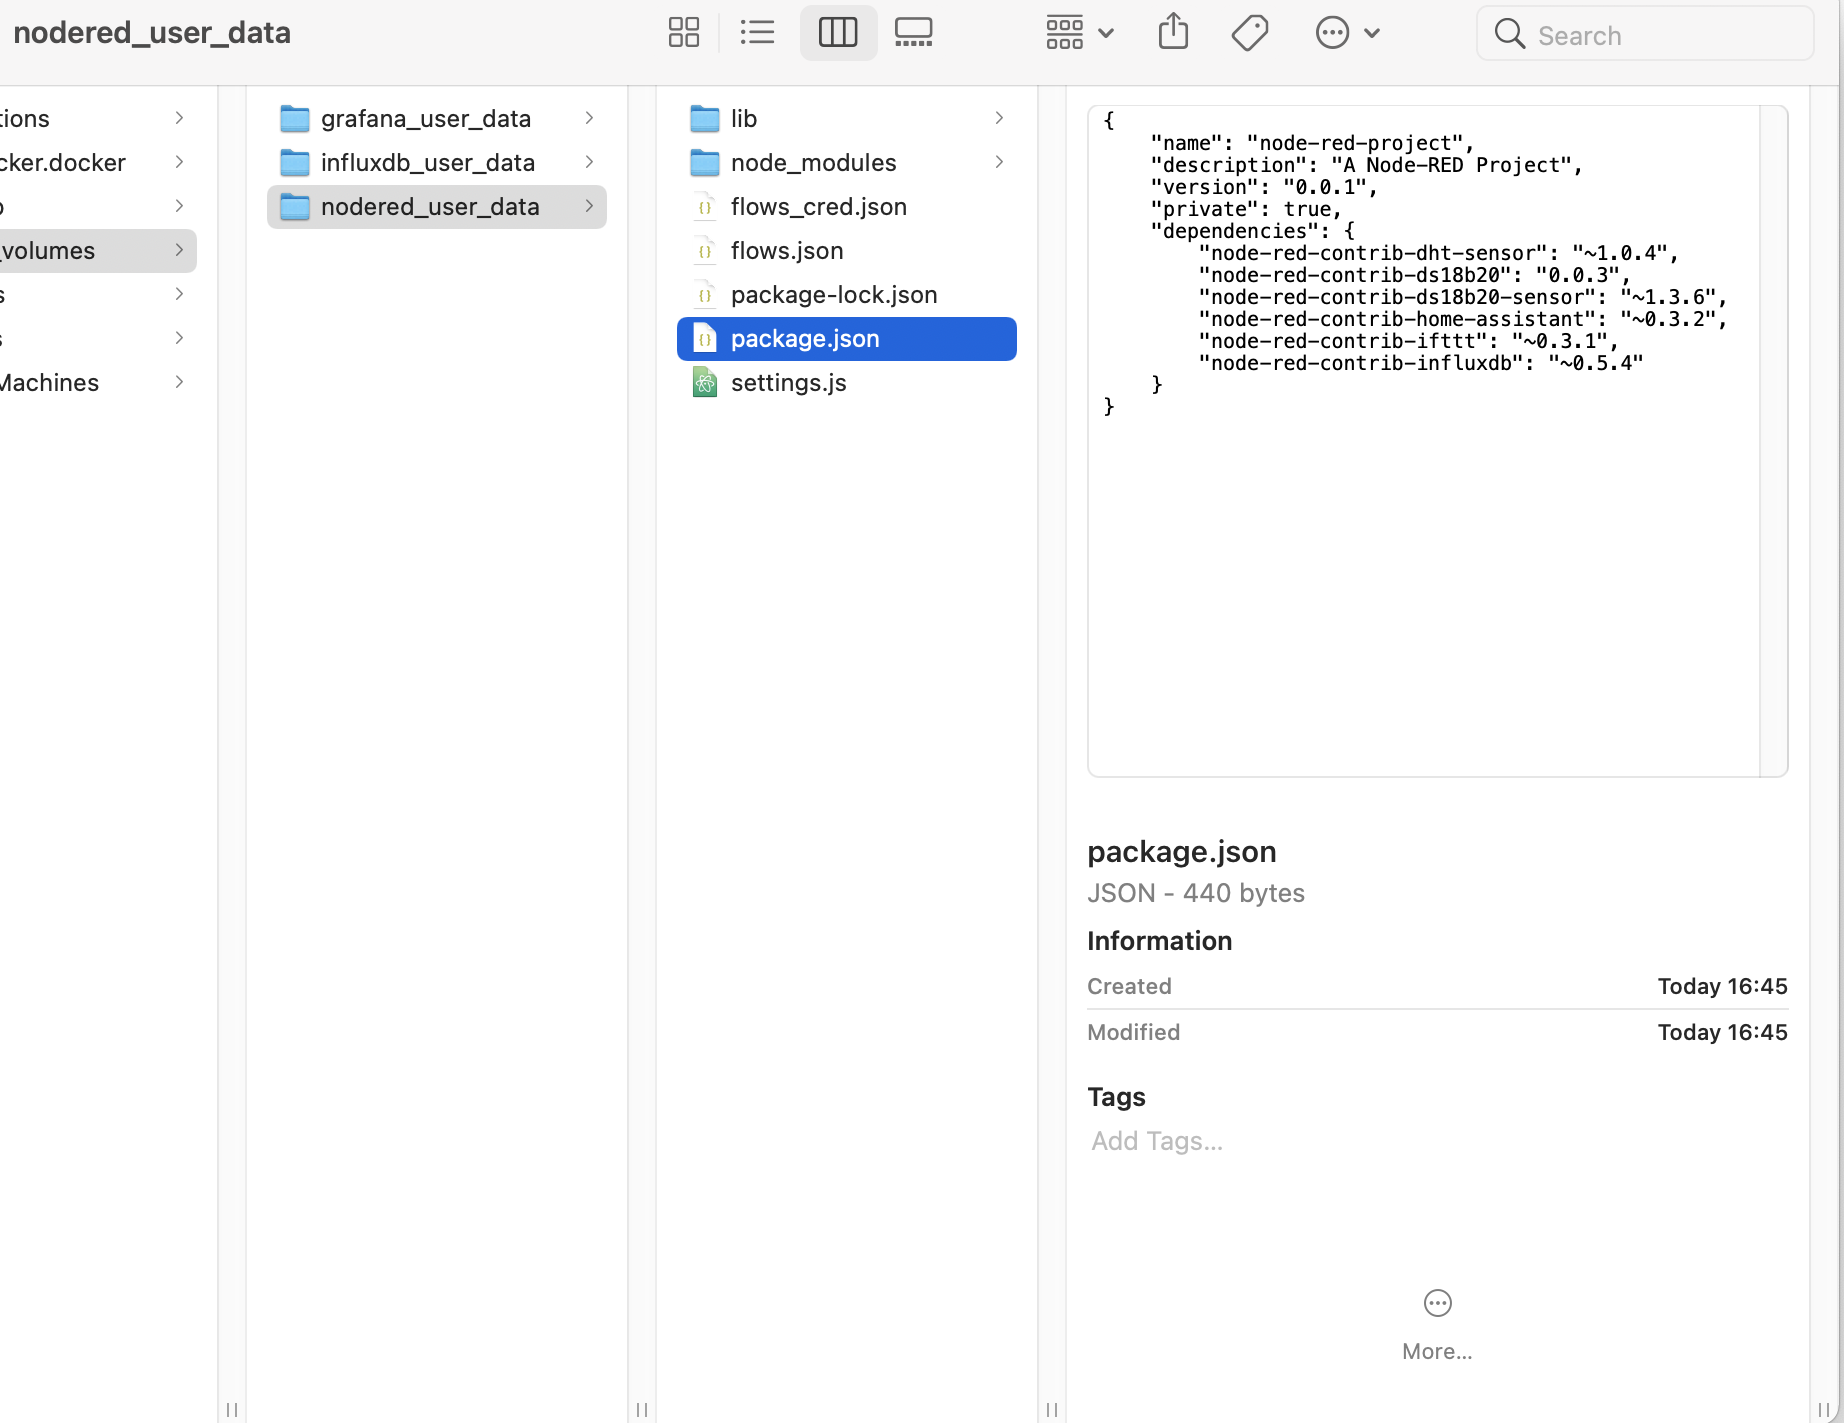 nodered_user_data
Search
tions
cker.docker
volumes
s
Machines
grafana_user_data
influxdb_user_data
nodered_user_data
lib
node_modules
flows_cred.json
flows.json
package-lock.json
package.json
settings.js
{
"name": "node-red-project",
"description": "A Node-RED Project",
"version": "0.0.1",
"private": true,
"dependencies": {
"node-red-contrib-dht-sensor": "~1.0.4",
"node-red-contrib-ds18b20": "0.0.3",
"node-red-contrib-ds18b20-sensor": "~1.3.6",
"node-red-contrib-home-assistant": "~0.3.2",
"node-red-contrib-ifttt": "~0.3.1",
"node-red-contrib-influxdb": "~0.5.4"
}
}
package.json
JSON - 440 bytes
Information
Created Today 16:45
Modified Today 16:45
Tags
Add Tags...
More...